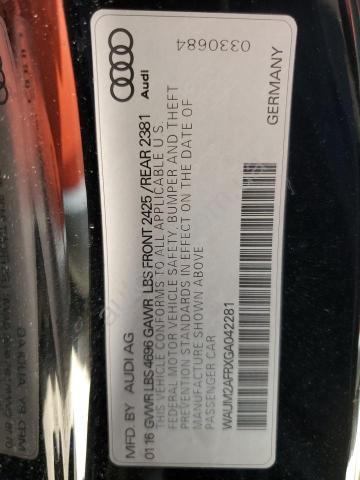 0330684
Audi
GERMANY
MFD. BY AUDI AG
01 16 GVWR LBS 4696 GAWR LBS FRONT 2425/REAR 2381
THIS VEHICLE CONFORMS TO ALL APPLICABLE U S
FEDERAL MOTOR VEHICLE SAFETY, BUMPER AND THEFT
PREVENTION STANDARDS IN EFFECT ON THE DATE OF
MANUFACTURE SHOWN ABOVE
PASSENGER CAR
WAUM2AFRXGA042281